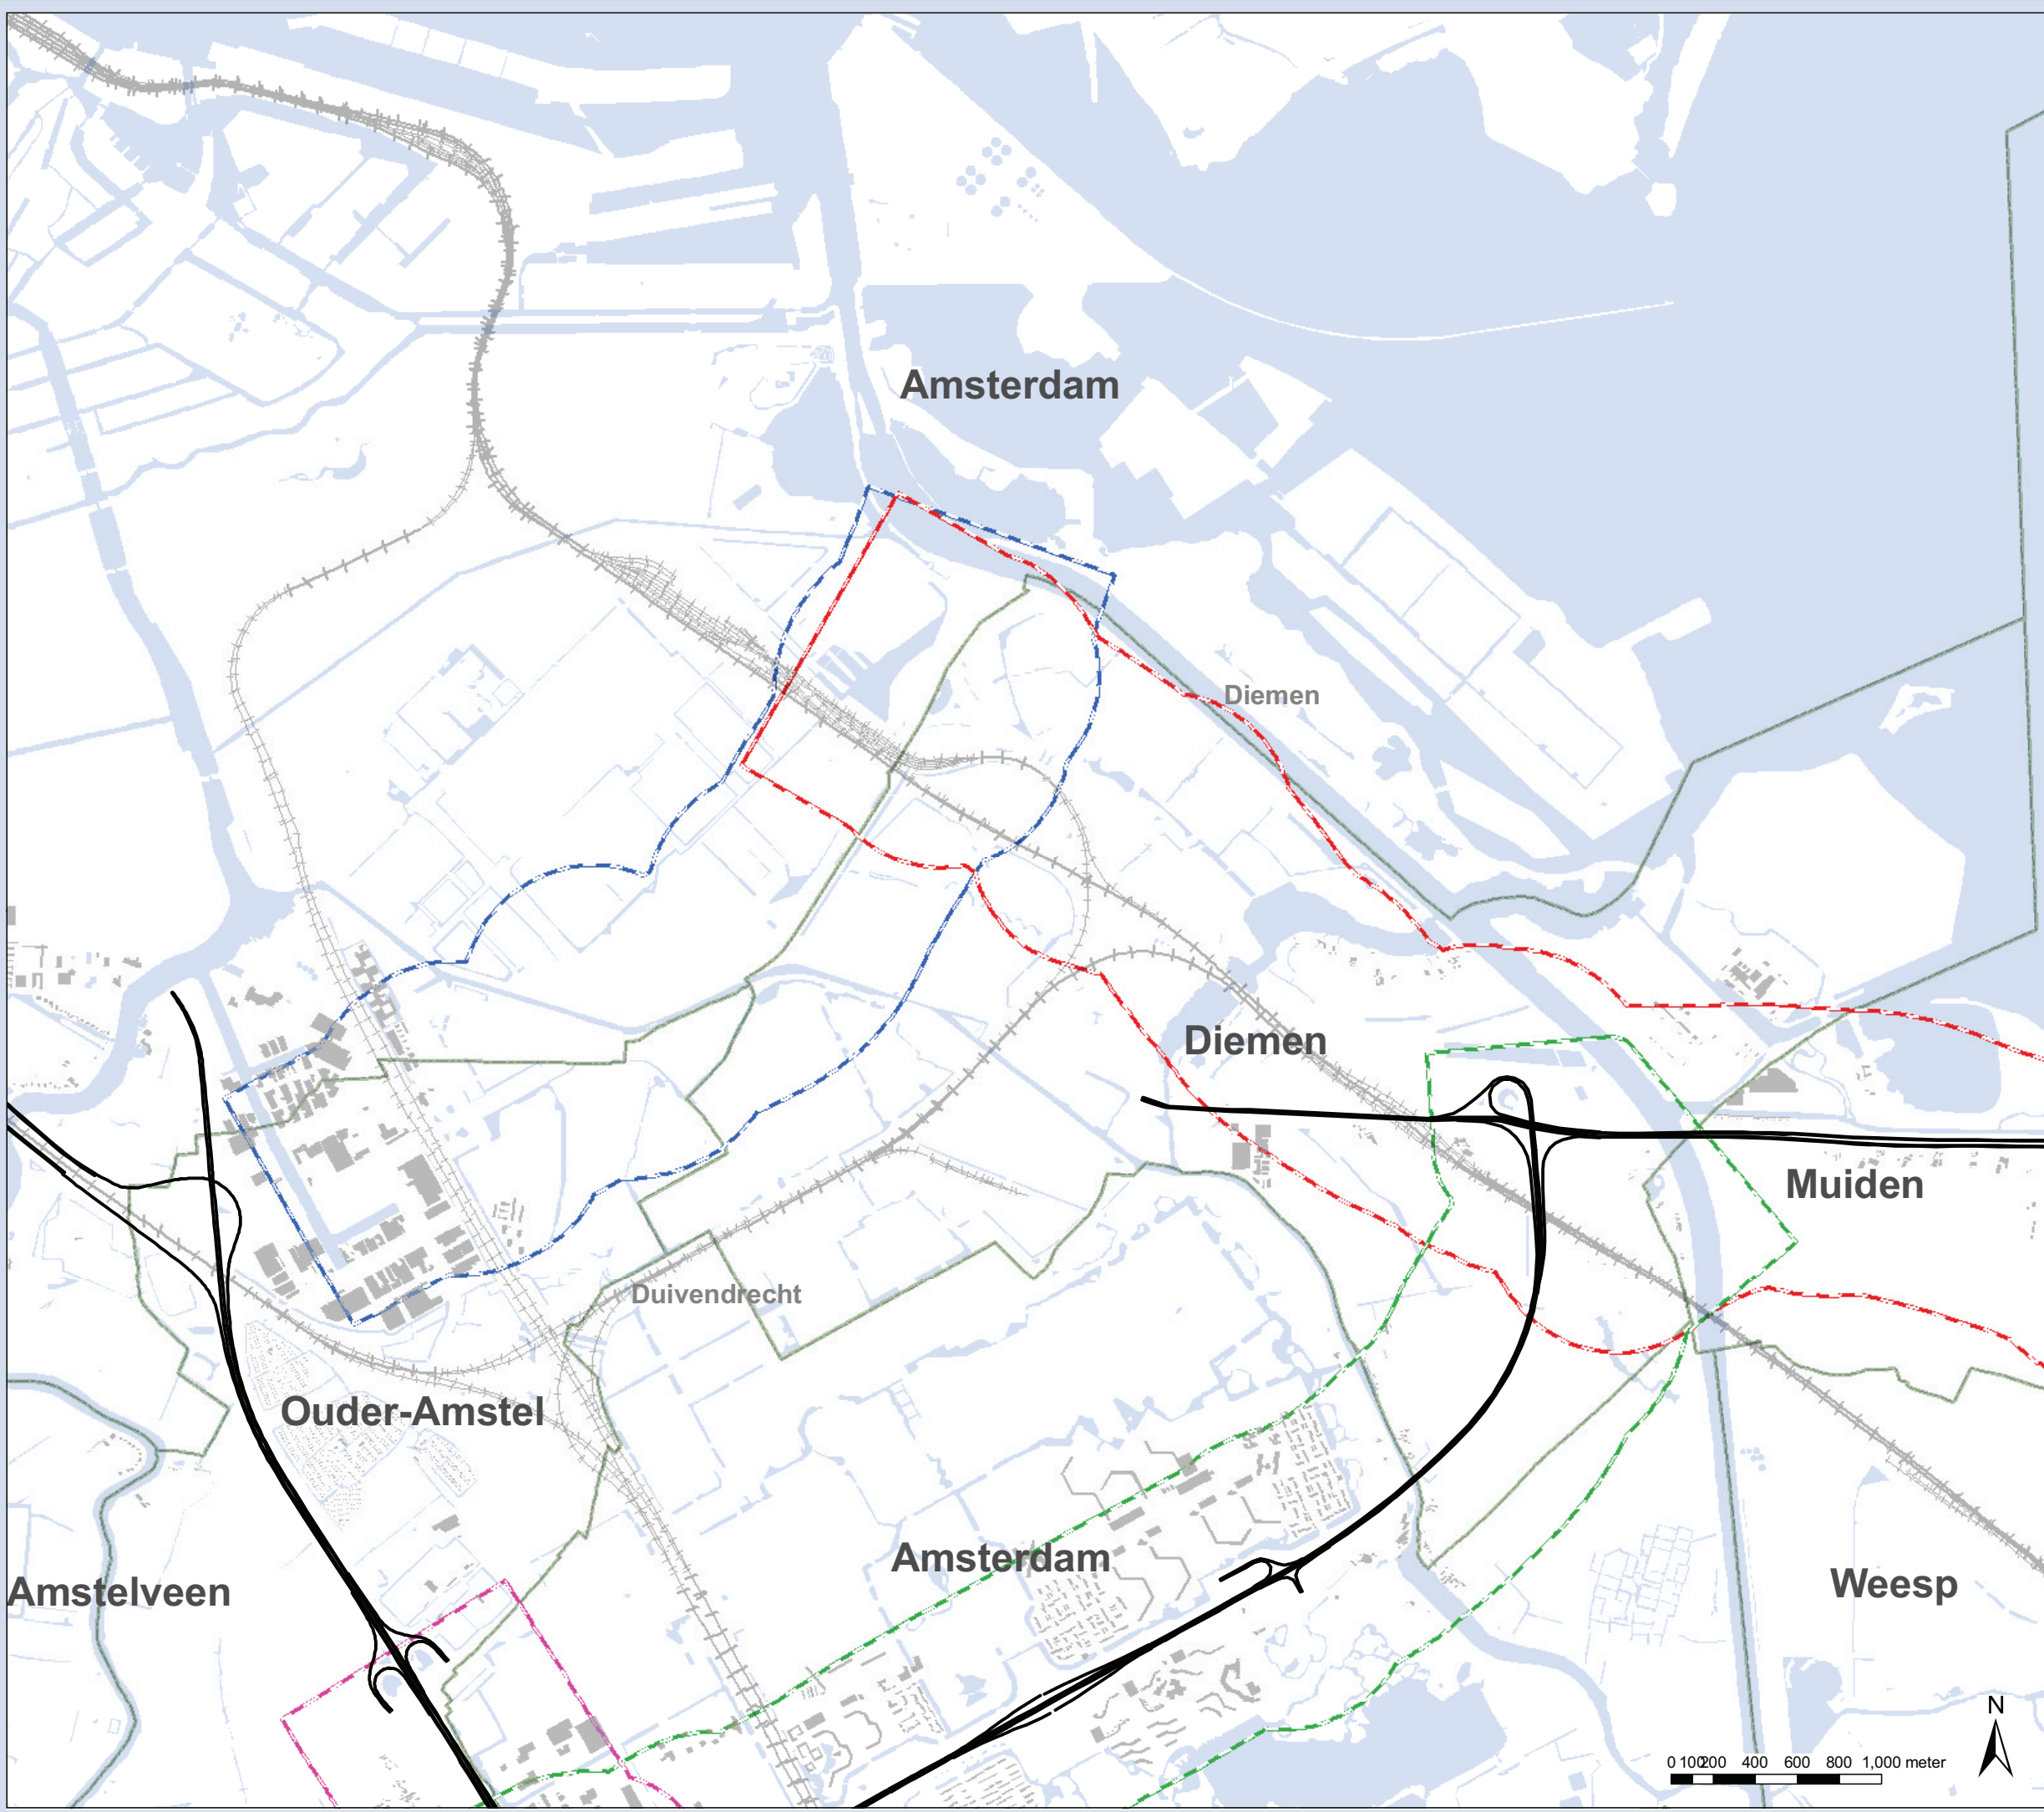 Amsterdam
Diemen
Diemen
Muiden
Duivendrecht
Ouder-Amstel
Amsterdam
Weesp
Amstelveen
N
0 100 200 400 600 800 1,000 meter